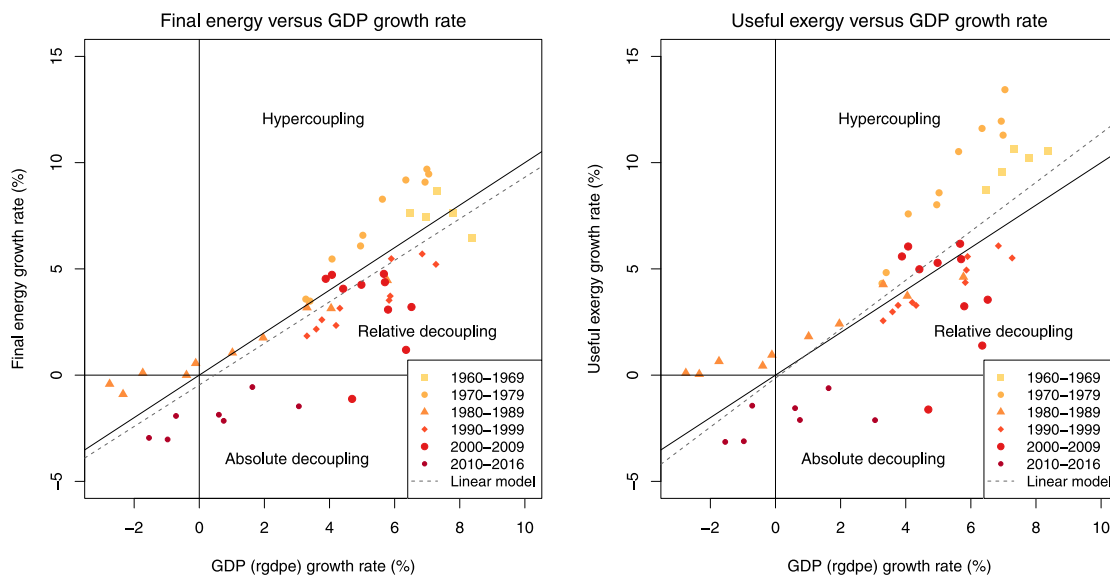 Final energy versus GDP growth rate
Final energy growth rate (%)
15
10
5
0
−5
Hypercoupling
Relative decoupling
Absolute decoupling
1960−1969
1970−1979
1980−1989
1990−1999
2000−2009
2010−2016
Linear model
−2 0 2 4 6 8 10
GDP (rgdpe) growth rate (%)
Useful exergy versus GDP growth rate
Useful exergy growth rate (%)
15
10
5
0
−5
Hypercoupling
Relative decoupling
Absolute decoupling
1960−1969
1970−1979
1980−1989
1990−1999
2000−2009
2010−2016
Linear model
−2 0 2 4 6 8 10
GDP (rgdpe) growth rate (%)